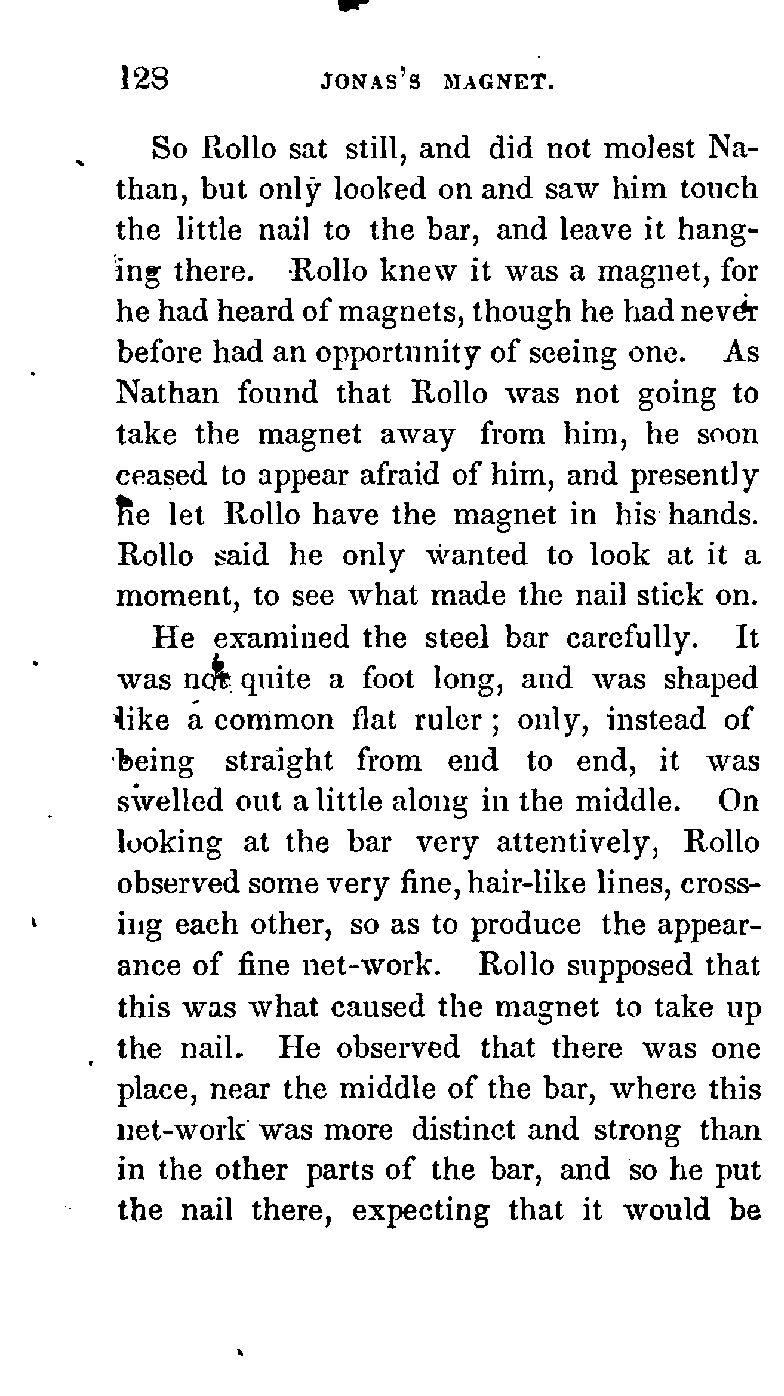 128 JONAS'S MAGNET.
So Rollo sat still, and did not molest Na-
than, but only looked on and saw him touch
the little nail to the bar, and leave it hang-
ing there. Rollo knew it was a magnet, for
he had heard of magnets, though he had never
before had an opportunity of seeing one. As
Nathan found that Rollo was not going to
take the magnet away from him, he soon
ceased to appear afraid of him, and presently
he let Rollo have the magnet in his hands.
Rollo said he only wanted to look at it a
moment, to see what made the nail stick on.
He examined the steel bar carefully. It
was not quite a foot long, and was shaped
like a common flat ruler ; only, instead of
being straight from end to end, it was
swelled out a little along in the middle. On
looking at the bar very attentively, Rollo
observed some very fine, hair-like lines, cross-
ing each other, so as to produce the appear-
ance of fine net-work. Rollo supposed that
this was what caused the magnet to take up
the nail. He observed that there was one
place, near the middle of the bar, where this
net-work was more distinct and strong than
in the other parts of the bar, and so he put
the nail there, expecting that it would be